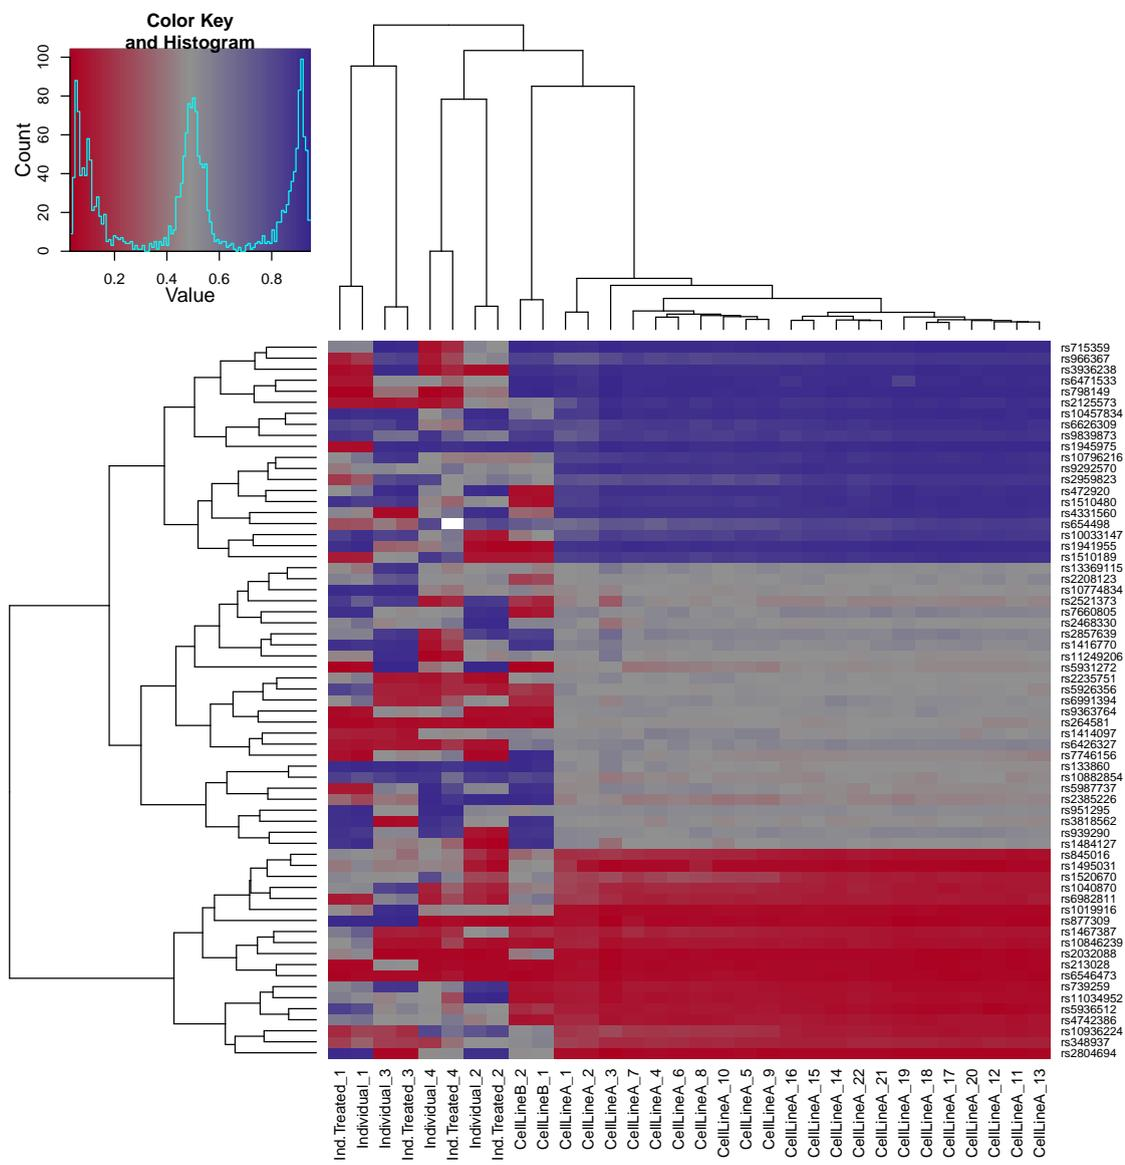 Color Key
and Histogram
Count
0
20
40
60
80
100
0.2
0.4
0.6
0.8
Value
rs715359
rs966367
rs3936238
rs6471533
rs798149
rs2125573
rs10457834
rs6626309
rs9839873
rs1945975
rs10796216
rs9292570
rs2959823
rs472920
rs1510480
rs4331560
rs654498
rs10033147
rs1941955
rs1510189
rs13369115
rs2208123
rs10774834
rs2521373
rs7660805
rs2468330
rs2857639
rs1416770
rs11249206
rs5931272
rs2235751
rs5926356
rs6991394
rs9363764
rs264581
rs1414097
rs6426327
rs7746156
rs133860
rs10882854
rs5987737
rs2385226
rs951295
rs3818562
rs939290
rs1484127
rs845016
rs1495031
rs1520670
rs1040870
rs6982811
rs1019916
rs877309
rs1467387
rs10846239
rs2032088
rs213028
rs6546473
rs739259
rs11034952
rs5936512
rs4742386
rs10936224
rs348937
rs2804694
Ind.Treated_1
Individual_1
Individual_3
Ind.Treated_3
Individual_4
Ind.Treated_4
Individual_2
Ind.Treated_2
CellLineB_2
CellLineB_1
CellLineA_1
CellLineA_2
CellLineA_3
CellLineA_7
CellLineA_4
CellLineA_6
CellLineA_8
CellLineA_10
CellLineA_5
CellLineA_9
CellLineA_16
CellLineA_15
CellLineA_14
CellLineA_22
CellLineA_21
CellLineA_19
CellLineA_18
CellLineA_17
CellLineA_20
CellLineA_12
CellLineA_11
CellLineA_13